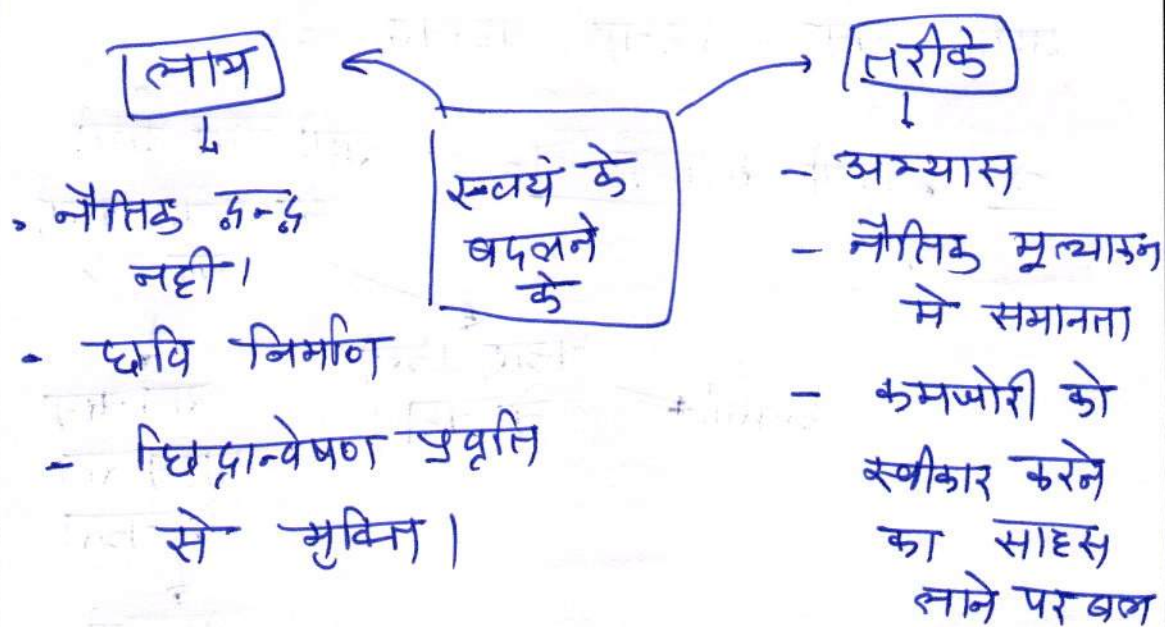 लाभ
तरीके
स्वयं के
बदलने
के
• नैतिक द्वन्द्व
नही।
- छवि निर्माण
- छिद्रान्वेषण प्रवृति
से मुक्ति।
- अभ्यास
- नैतिक मूल्याकन
मे समानता
- कमजोरी को
स्वीकार करने
का साहस
लाने पर बल